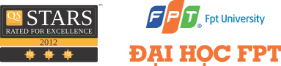 QS STARS
RATED FOR EXCELLENCE
2012
FPT Fpt University
ĐẠI HỌC FPT